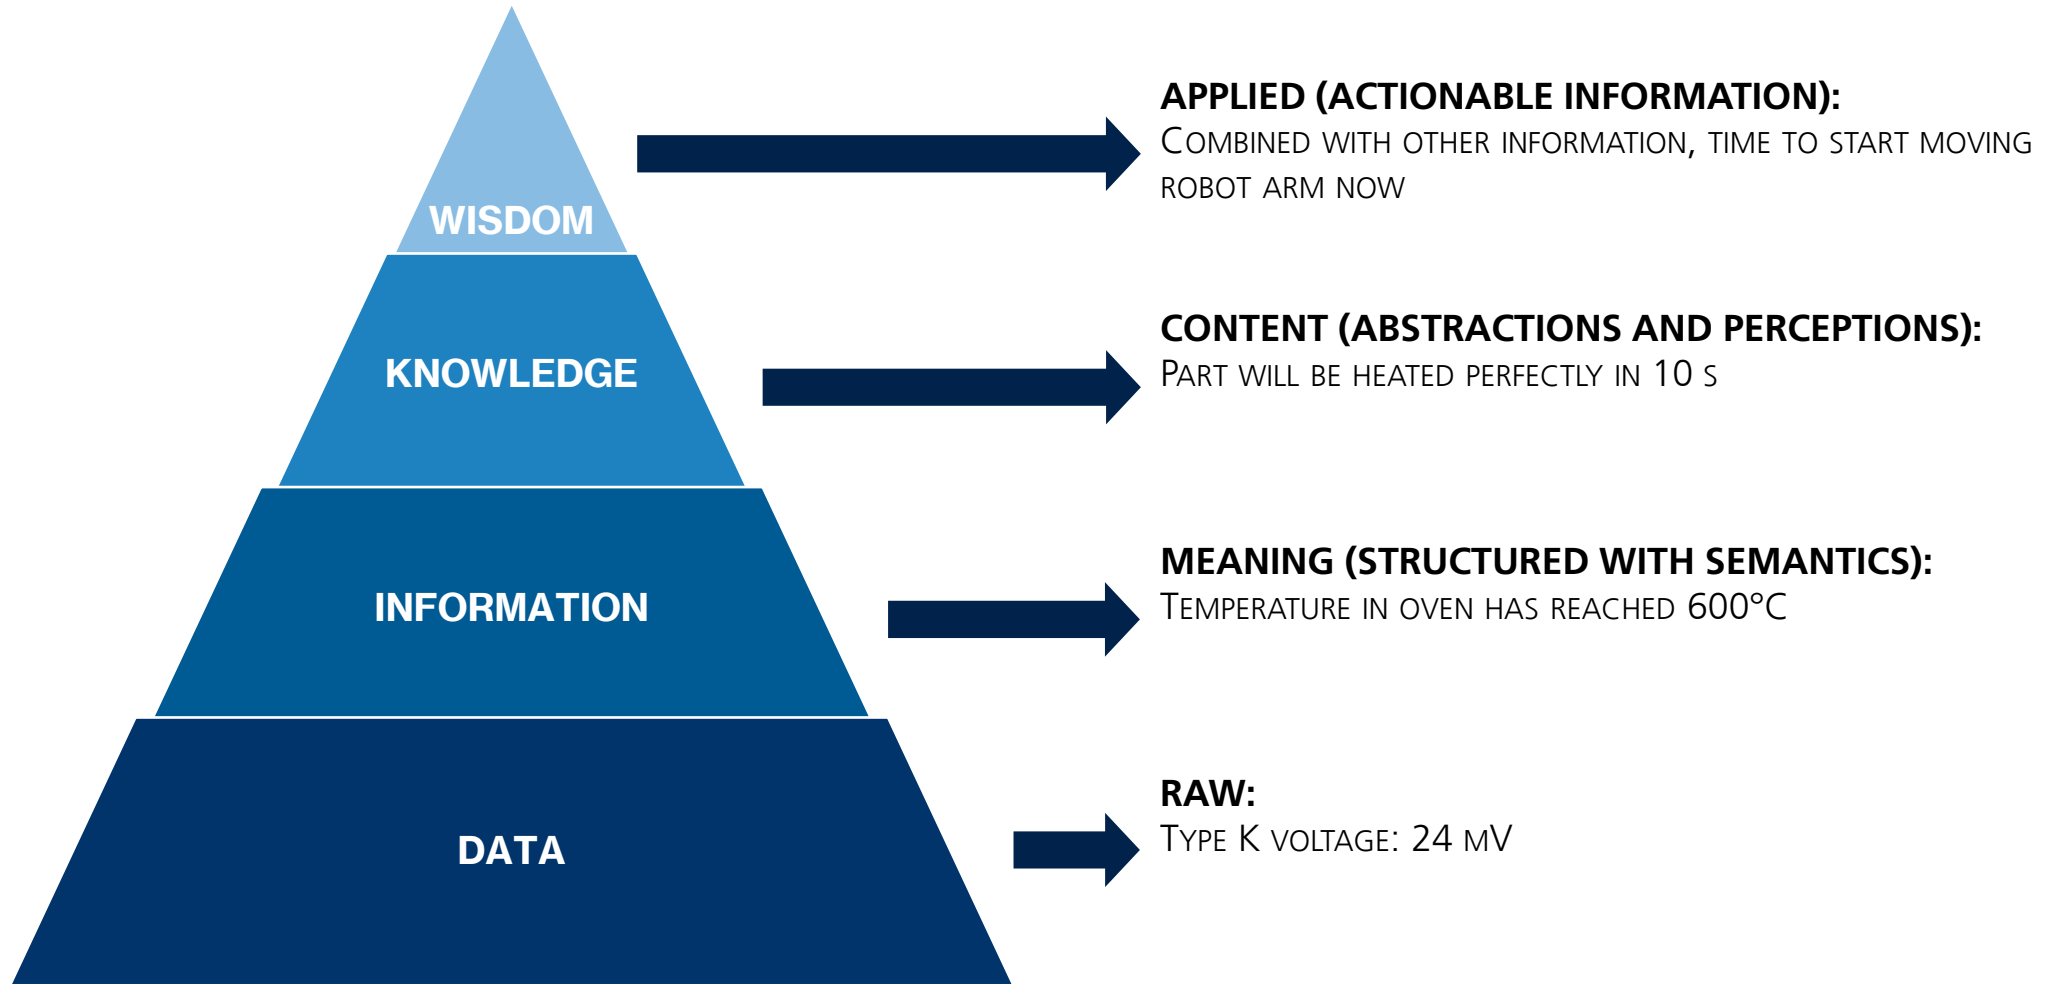 WISDOM
APPLIED (ACTIONABLE INFORMATION):
COMBINED WITH OTHER INFORMATION, TIME TO START MOVING
ROBOT ARM NOW
KNOWLEDGE
CONTENT (ABSTRACTIONS AND PERCEPTIONS):
PART WILL BE HEATED PERFECTLY IN 10 S
INFORMATION
MEANING (STRUCTURED WITH SEMANTICS):
TEMPERATURE IN OVEN HAS REACHED 600°C
DATA
RAW:
TYPE K VOLTAGE: 24 MV